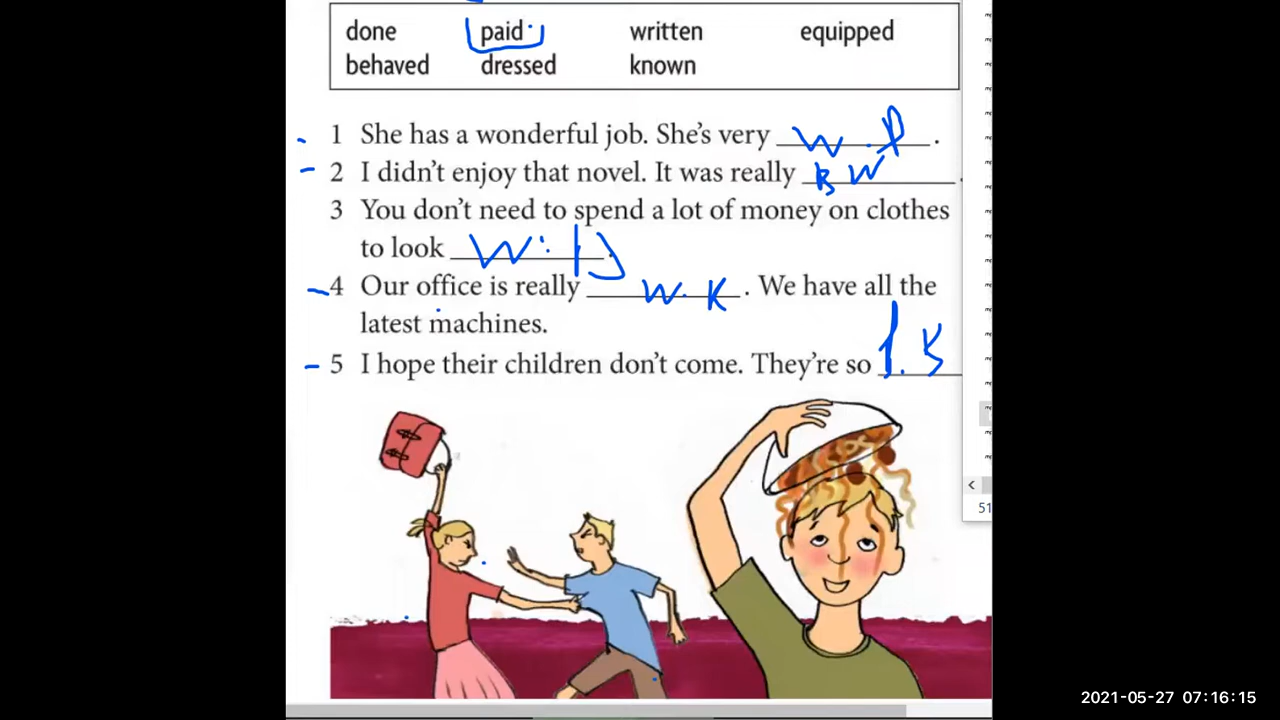 done paid written equipped
behaved dressed known
1 She has a wonderful job. She's very W.P.
2 I didn't enjoy that novel. It was really B W.
3 You don't need to spend a lot of money on clothes
to look W.D.
4 Our office is really W. K. We have all the
latest machines.
5 I hope their children don't come. They're so
51
2021-05-27 07:16:15